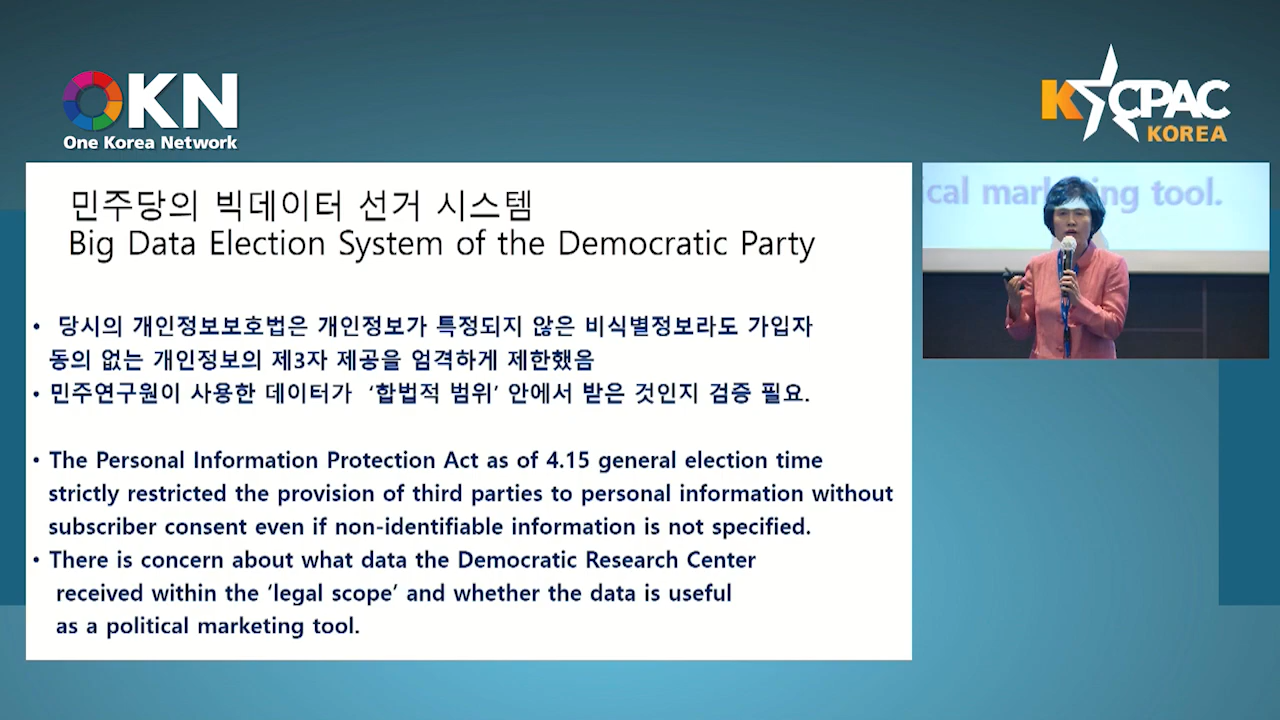 OKN
One Korea Network
K CPAC
KOREA
민주당의 빅데이터 선거 시스템
Big Data Election System of the Democratic Party
ical marketing tool.
• 당시의 개인정보보호법은 개인정보가 특정되지 않은 비식별정보라도 가입자
동의 없는 개인정보의 제3자 제공을 엄격하게 제한했음
• 민주연구원이 사용한 데이터가 ‘합법적 범위’ 안에서 받은 것인지 검증 필요.
• The Personal Information Protection Act as of 4.15 general election time
strictly restricted the provision of third parties to personal information without
subscriber consent even if non-identifiable information is not specified.
• There is concern about what data the Democratic Research Center
received within the ‘legal scope’ and whether the data is useful
as a political marketing tool.